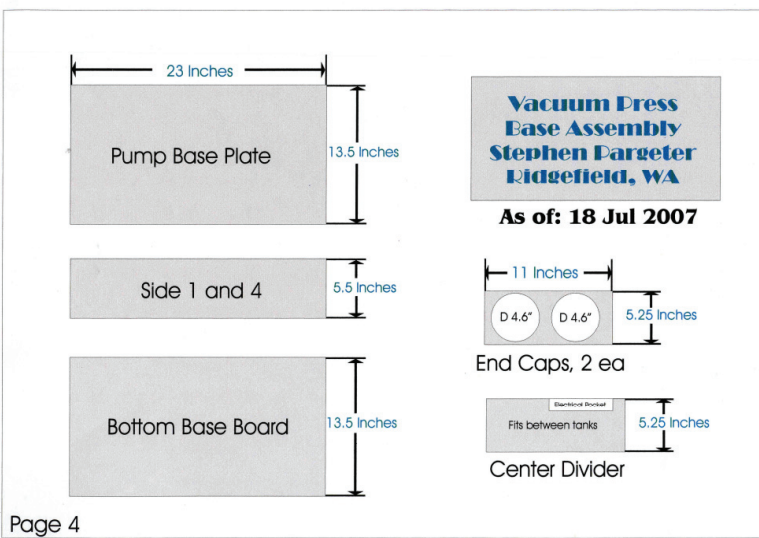 23 Inches
Pump Base Plate
13.5 Inches
Vacuum Press
Base Assembly
Stephen Pargeter
Ridgefield, WA
As of: 18 Jul 2007
Side 1 and 4
5.5 Inches
11 Inches
D 4.6"
D 4.6"
5.25 Inches
End Caps, 2 ea
Bottom Base Board
13.5 Inches
Electrical Pocket
Fits between tanks
5.25 Inches
Center Divider
Page 4